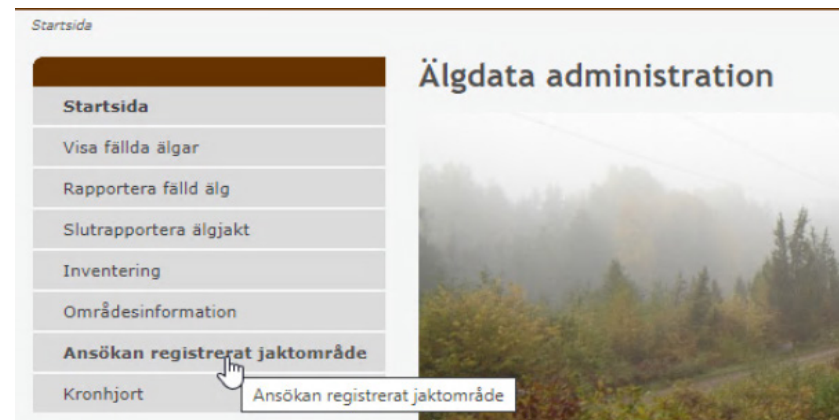 Startsida
Älgdata administration
Startsida
Visa fällda älgar
Rapportera fälld älg
Slutrapportera älgjakt
Inventering
Områdesinformation
Ansökan registrerat jaktområde
Kronhjort
Ansökan registrerat jaktområde